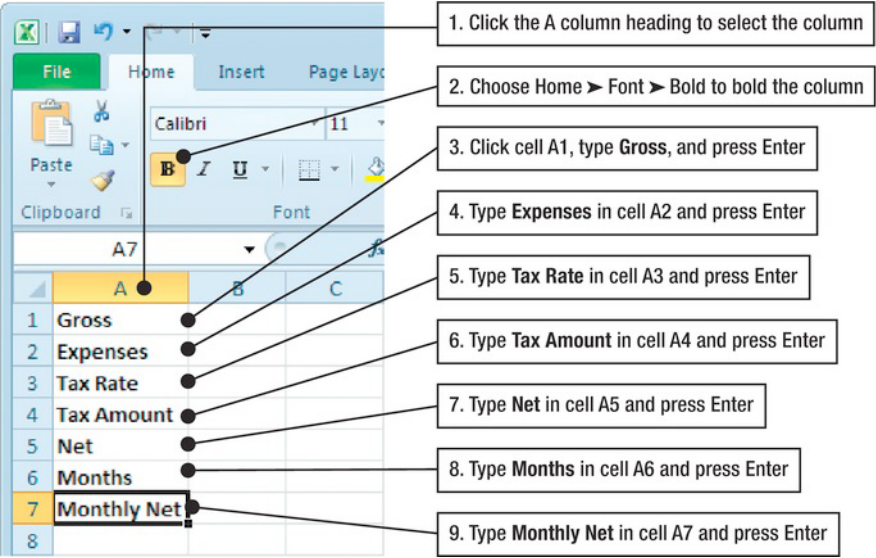 1. Click the A column heading to select the column
File Home Insert Page Layo
2. Choose Home ➤ Font ➤ Bold to bold the column
Calibri 11
Paste
B I U
3. Click cell A1, type Gross, and press Enter
Clipboard Font
4. Type Expenses in cell A2 and press Enter
A7 fx
5. Type Tax Rate in cell A3 and press Enter
A B C
1 Gross
6. Type Tax Amount in cell A4 and press Enter
2 Expenses
3 Tax Rate
7. Type Net in cell A5 and press Enter
4 Tax Amount
5 Net
8. Type Months in cell A6 and press Enter
6 Months
7 Monthly Net
9. Type Monthly Net in cell A7 and press Enter
8